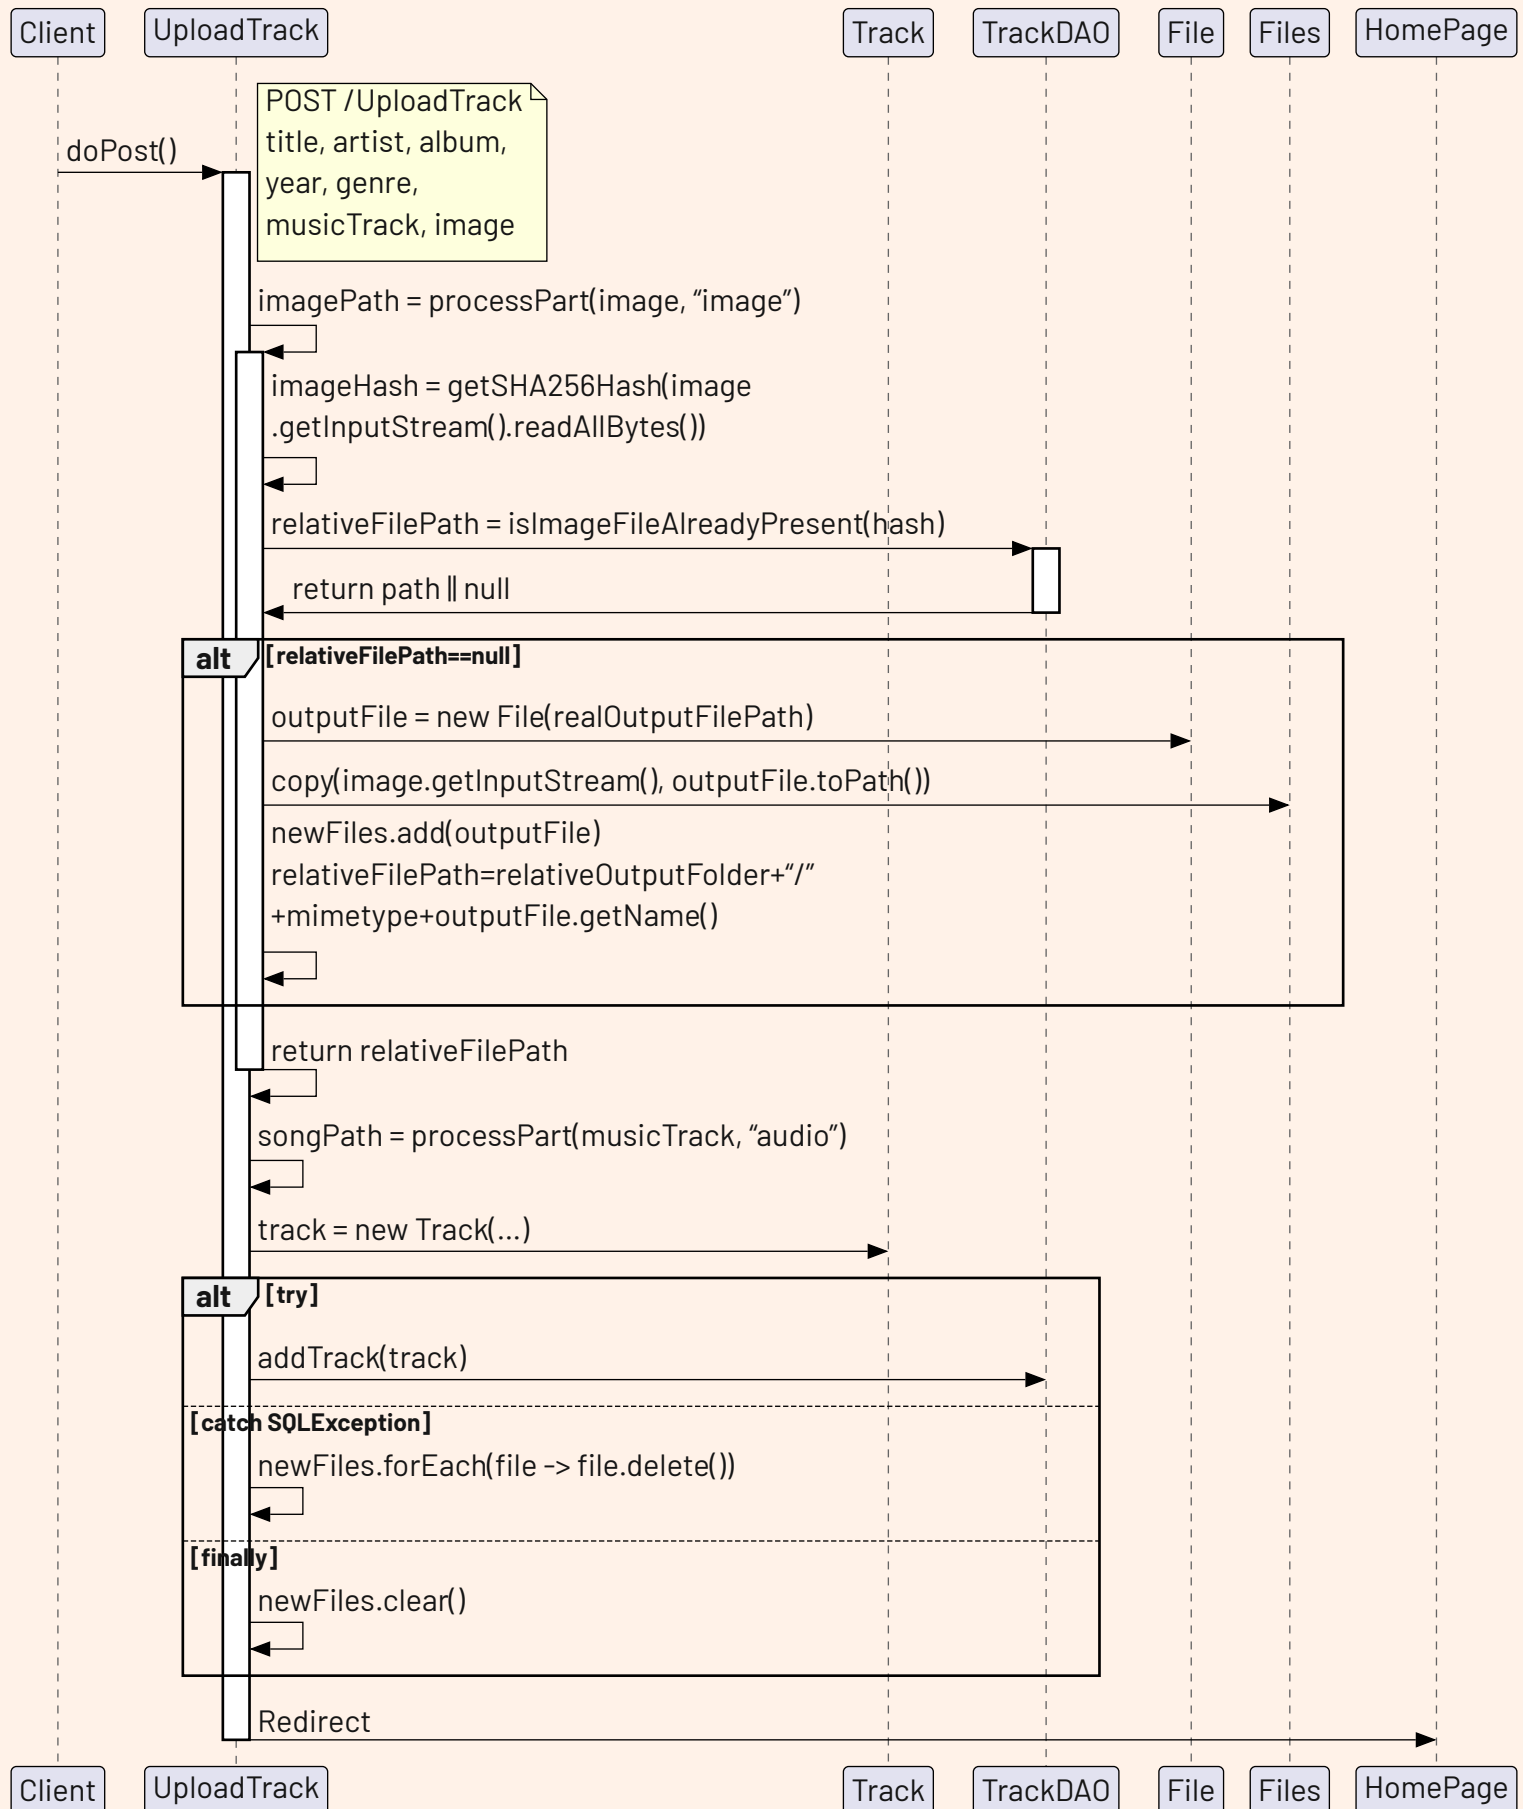 Client UploadTrack Track TrackDAO File Files HomePage
POST /UploadTrack
title, artist, album,
year, genre,
musicTrack, image
doPost()
imagePath = processPart(image, “image”)
imageHash = getSHA256Hash(image
.getInputStream().readAllBytes())
relativeFilePath = isImageFileAlreadyPresent(hash)
return path || null
alt [relativeFilePath==null]
outputFile = new File(realOutputFilePath)
copy(image.getInputStream(), outputFile.toPath())
newFiles.add(outputFile)
relativeFilePath=relativeOutputFolder+“/”
+mimetype+outputFile.getName()
return relativeFilePath
songPath = processPart(musicTrack, “audio”)
track = new Track(...)
alt [try]
addTrack(track)
[catch SQLException]
newFiles.forEach(file -> file.delete())
[finally]
newFiles.clear()
Redirect
Client UploadTrack Track TrackDAO File Files HomePage